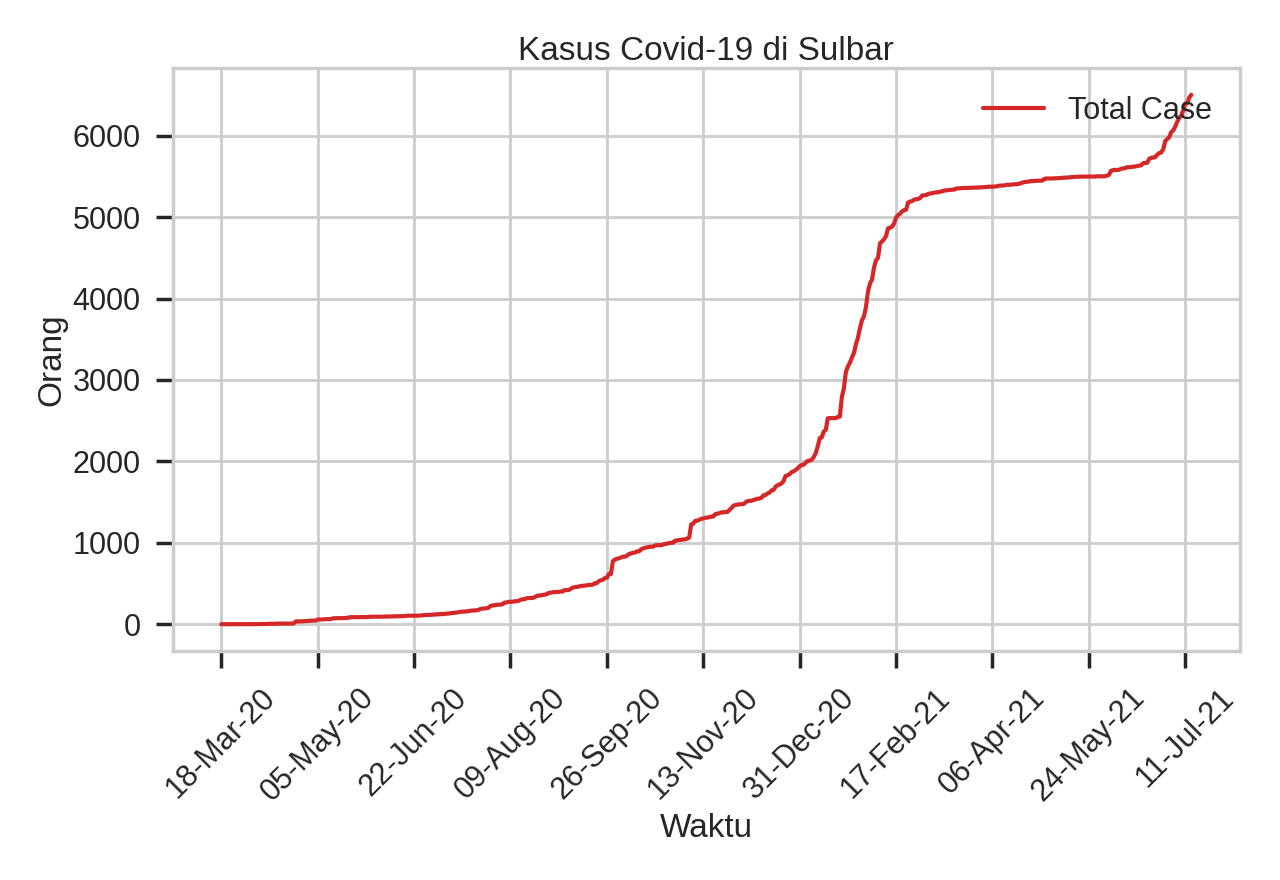 Kasus Covid-19 di Sulbar
Total Case
Orang
6000
5000
4000
3000
2000
1000
0
18-Mar-20
05-May-20
22-Jun-20
09-Aug-20
26-Sep-20
13-Nov-20
31-Dec-20
17-Feb-21
06-Apr-21
24-May-21
11-Jul-21
Waktu